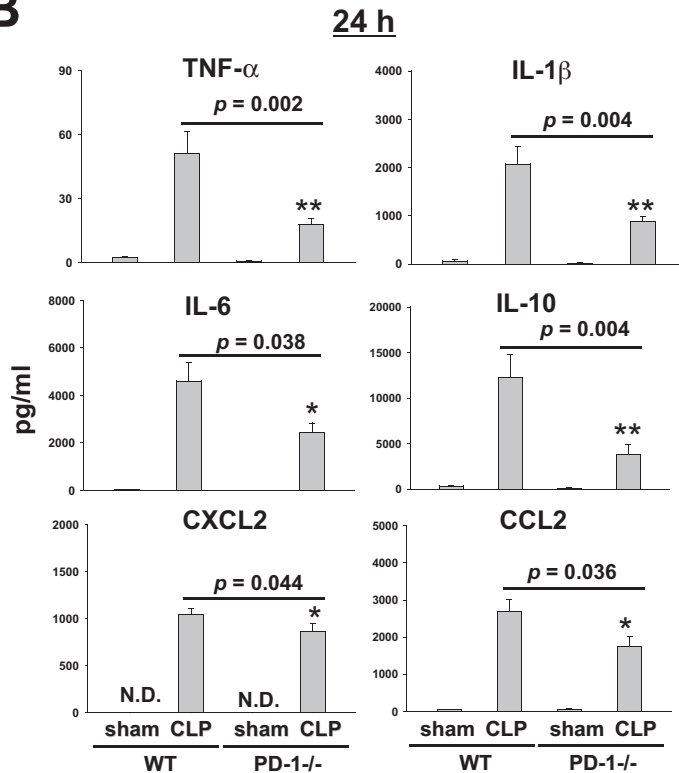 B
24 h
TNF-α
90
60
30
0
p = 0.002
**
IL-1β
4000
3000
2000
1000
0
p = 0.004
**
pg/ml
IL-6
8000
6000
4000
2000
0
p = 0.038
*
IL-10
20000
15000
10000
5000
0
p = 0.004
**
CXCL2
2000
1500
1000
500
0
p = 0.044
*
N.D.
N.D.
sham CLP sham CLP
WT PD-1-/-
CCL2
5000
4000
3000
2000
1000
0
p = 0.036
*
sham CLP sham CLP
WT PD-1-/-